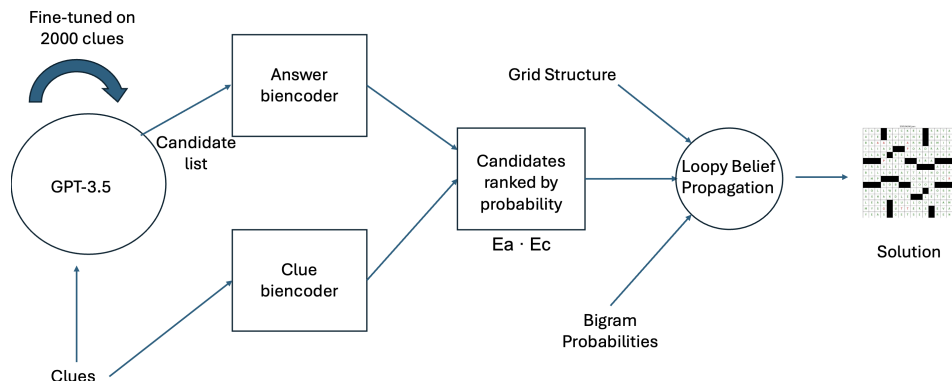 Fine-tuned on
2000 clues
GPT-3.5
Candidate
list
Clues
Answer
biencoder
Clue
biencoder
Candidates
ranked by
probability
Ea · Ec
Grid Structure
Bigram
Probabilities
Loopy Belief
Propagation
Solution